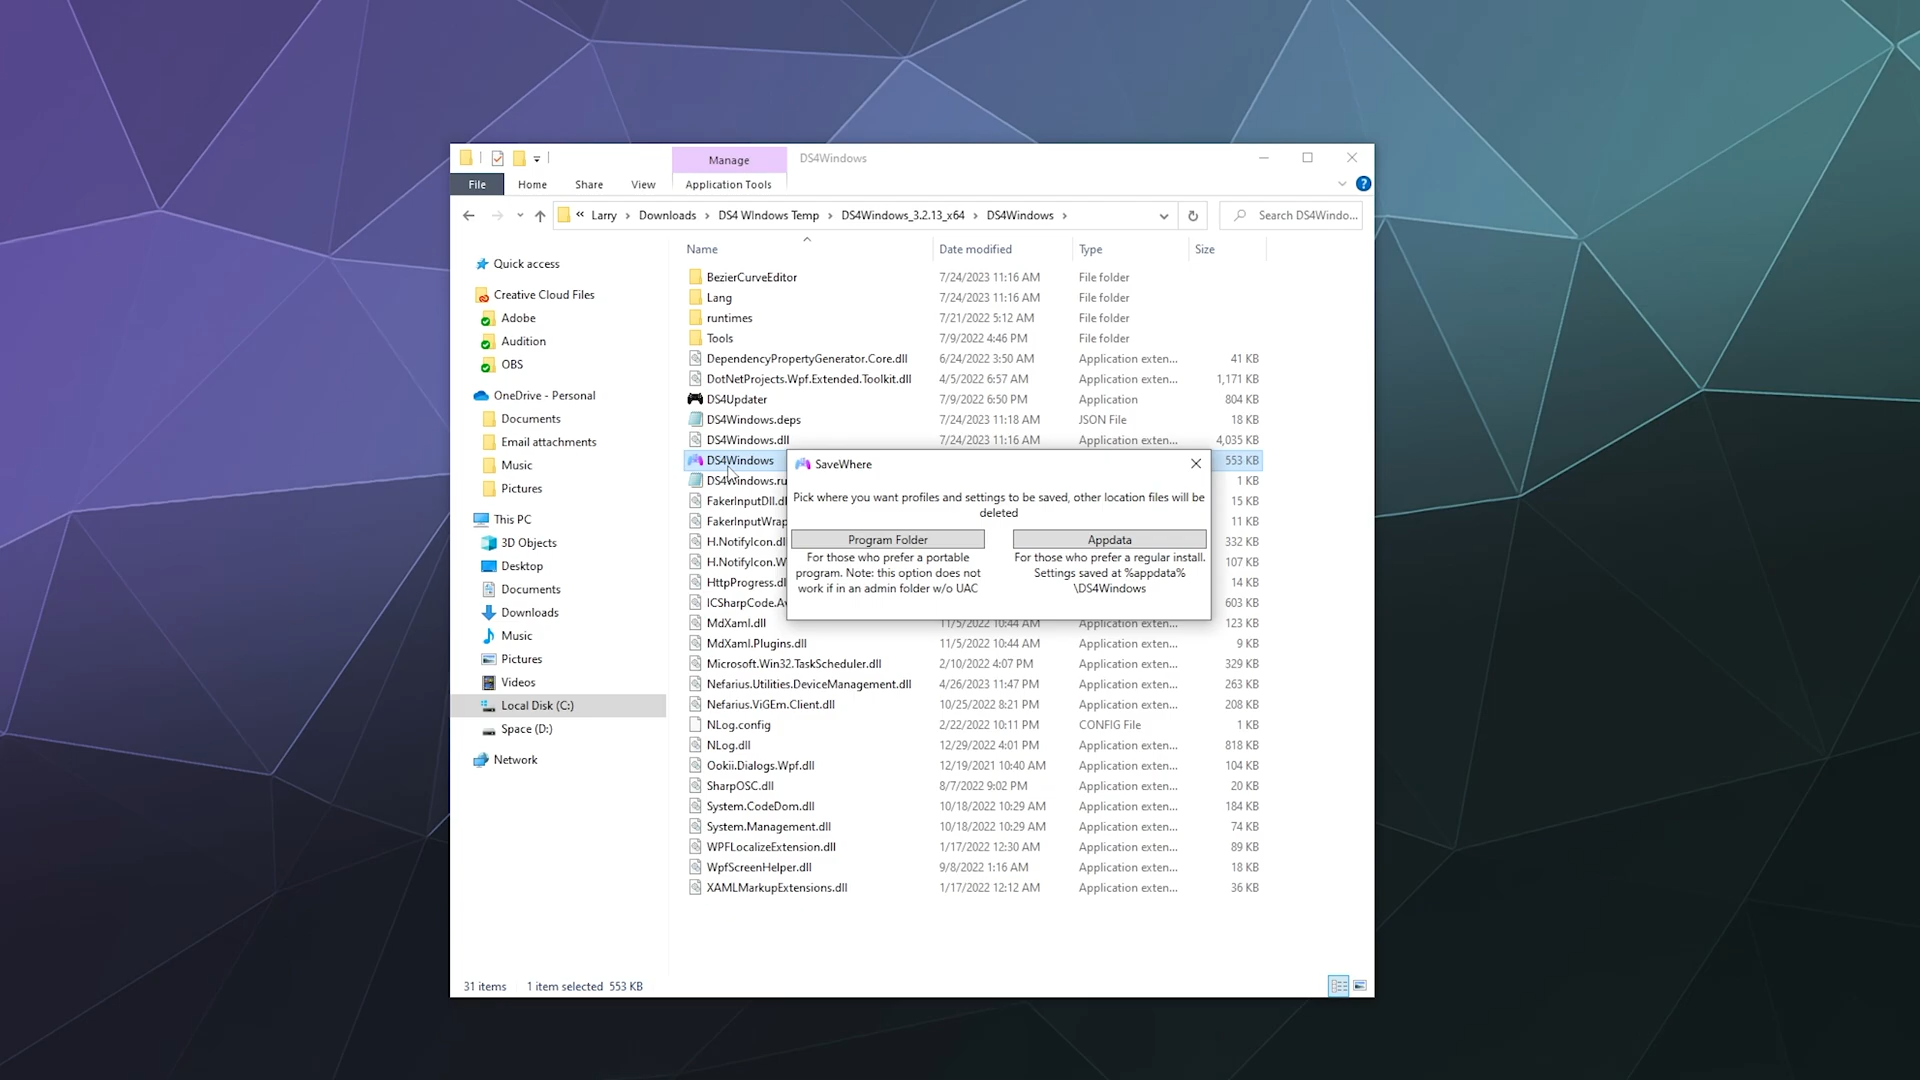 Manage
DS4Windows
File
Home
Share
View
Application Tools
« Larry › Downloads › DS4 WIndows Temp › DS4Windows_3.2.13_x64 › DS4Windows ›
Search DS4Windo...
Quick access
Creative Cloud Files
Adobe
Audition
OBS
OneDrive - Personal
Documents
Email attachments
Music
Pictures
This PC
3D Objects
Desktop
Documents
Downloads
Music
Pictures
Videos
Local Disk (C:)
Space (D:)
Network
Name Date modified Type Size
BezierCurveEditor 7/24/2023 11:16 AM File folder
Lang 7/24/2023 11:16 AM File folder
runtimes 7/21/2022 5:12 AM File folder
Tools 7/9/2022 4:46 PM File folder
DependencyPropertyGenerator.Core.dll 6/24/2022 3:50 AM Application exten... 41 KB
DotNetProjects.Wpf.Extended.Toolkit.dll 4/5/2022 6:57 AM Application exten... 1,171 KB
DS4Updater 7/9/2022 6:50 PM Application 804 KB
DS4Windows.deps 7/24/2023 11:18 AM JSON File 18 KB
DS4Windows.dll 7/24/2023 11:16 AM Application exten... 4,035 KB
DS4Windows 553 KB
DS4Windows.ru 1 KB
FakerInputDll.dl 15 KB
FakerInputWrap 11 KB
H.NotifyIcon.dl 332 KB
H.NotifyIcon.W 107 KB
HttpProgress.dl 14 KB
ICSharpCode.Av 603 KB
MdXaml.dll 11/5/2022 10:44 AM Application exten... 123 KB
MdXaml.Plugins.dll 11/5/2022 10:44 AM Application exten... 9 KB
Microsoft.Win32.TaskScheduler.dll 2/10/2022 4:07 PM Application exten... 329 KB
Nefarius.Utilities.DeviceManagement.dll 4/26/2023 11:47 PM Application exten... 263 KB
Nefarius.ViGEm.Client.dll 10/25/2022 8:21 PM Application exten... 208 KB
NLog.config 2/22/2022 10:11 PM CONFIG File 1 KB
NLog.dll 12/29/2022 4:01 PM Application exten... 818 KB
Ookii.Dialogs.Wpf.dll 12/19/2021 10:40 AM Application exten... 104 KB
SharpOSC.dll 8/7/2022 9:02 PM Application exten... 20 KB
System.CodeDom.dll 10/18/2022 10:29 AM Application exten... 184 KB
System.Management.dll 10/18/2022 10:29 AM Application exten... 74 KB
WPFLocalizeExtension.dll 1/17/2022 12:30 AM Application exten... 89 KB
WpfScreenHelper.dll 9/8/2022 1:16 AM Application exten... 18 KB
XAMLMarkupExtensions.dll 1/17/2022 12:12 AM Application exten... 36 KB
SaveWhere
Pick where you want profiles and settings to be saved, other location files will be
deleted
Program Folder
For those who prefer a portable
program. Note: this option does not
work if in an admin folder w/o UAC
Appdata
For those who prefer a regular install.
Settings saved at %appdata%
\DS4Windows
31 items 1 item selected 553 KB